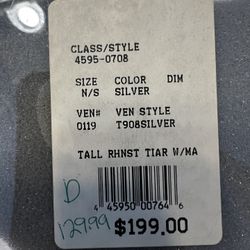 CLASS/STYLE
4595-0708
SIZE COLOR DIM
N/S SILVER
VEN# VEN STYLE
0119 T908SILVER
TALL RHNST TIAR W/MA
4 45950 00764 6
D
129.99
$199.00